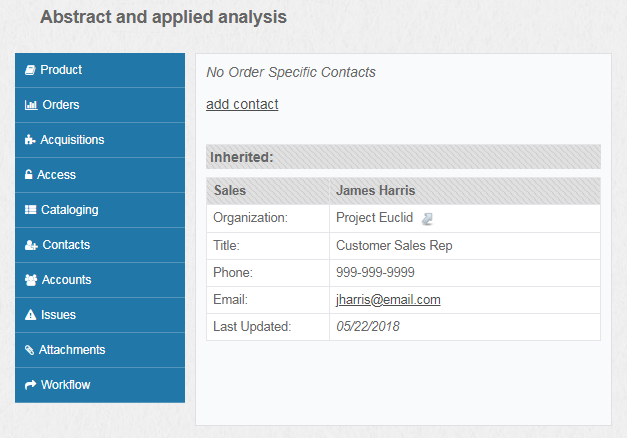 Abstract and applied analysis
Product
Orders
Acquisitions
Access
Cataloging
Contacts
Accounts
Issues
Attachments
Workflow
No Order Specific Contacts
add contact
Inherited:
Sales James Harris
Organization: Project Euclid
Title: Customer Sales Rep
Phone: 999-999-9999
Email: jharris@email.com
Last Updated: 05/22/2018